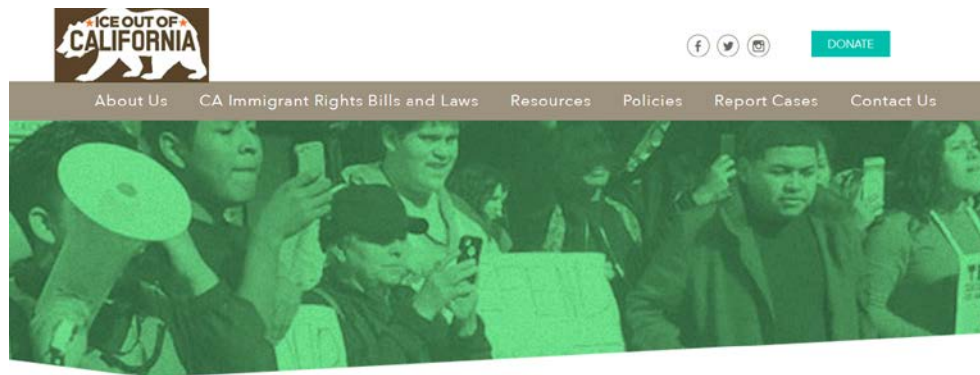 ICE OUT OF
CALIFORNIA
DONATE
About Us CA Immigrant Rights Bills and Laws Resources Policies Report Cases Contact Us